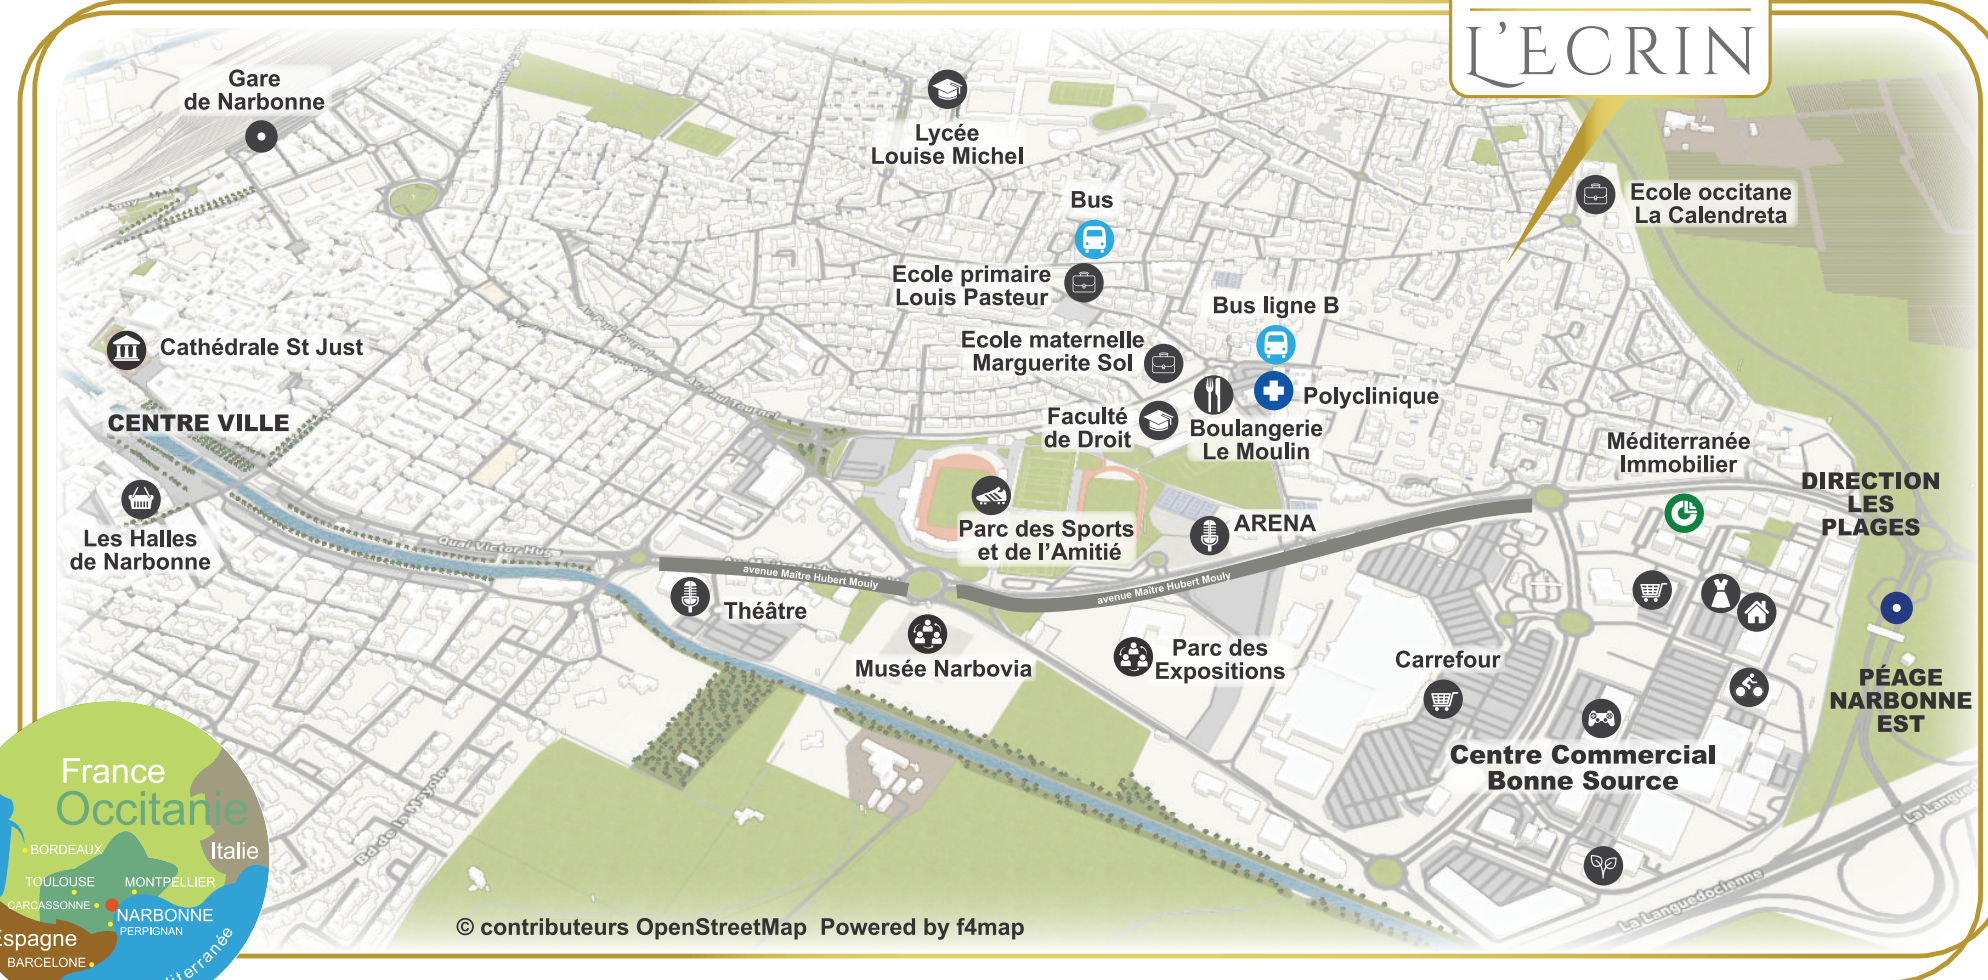 L'ECRIN
Gare
de Narbonne
Lycée
Louise Michel
Bus
Ecole occitane
La Calendreta
Ecole primaire
Louis Pasteur
Bus ligne B
Cathédrale St Just
Ecole maternelle
Marguerite Sol
Av. Paul Tournal
Polyclinique
CENTRE VILLE
Faculté
de Droit
Boulangerie
Le Moulin
Méditerranée
Immobilier
DIRECTION
LES
PLAGES
Les Halles
de Narbonne
Quai Victor Hugo
Parc des Sports
et de l'Amitié
ARENA
avenue Maître Hubert Mouly
avenue Maître Hubert Mouly
Théâtre
Musée Narbovia
Parc des
Expositions
Carrefour
PÉAGE
NARBONNE
EST
Centre Commercial
Bonne Source
La Languedocienne
France
Occitanie
BORDEAUX
Italie
TOULOUSE
MONTPELLIER
CARCASSONNE
NARBONNE
PERPIGNAN
Espagne
BARCELONE
© contributeurs OpenStreetMap Powered by f4map